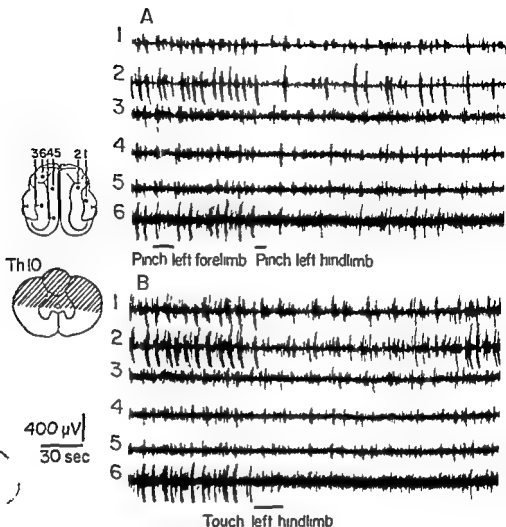 A
1
2
3
4
5
6
Pinch left forelimb Pinch left hindlimb
3645 21
Th10
B
1
2
3
4
5
6
400 μV
30 sec
Touch left hindlimb